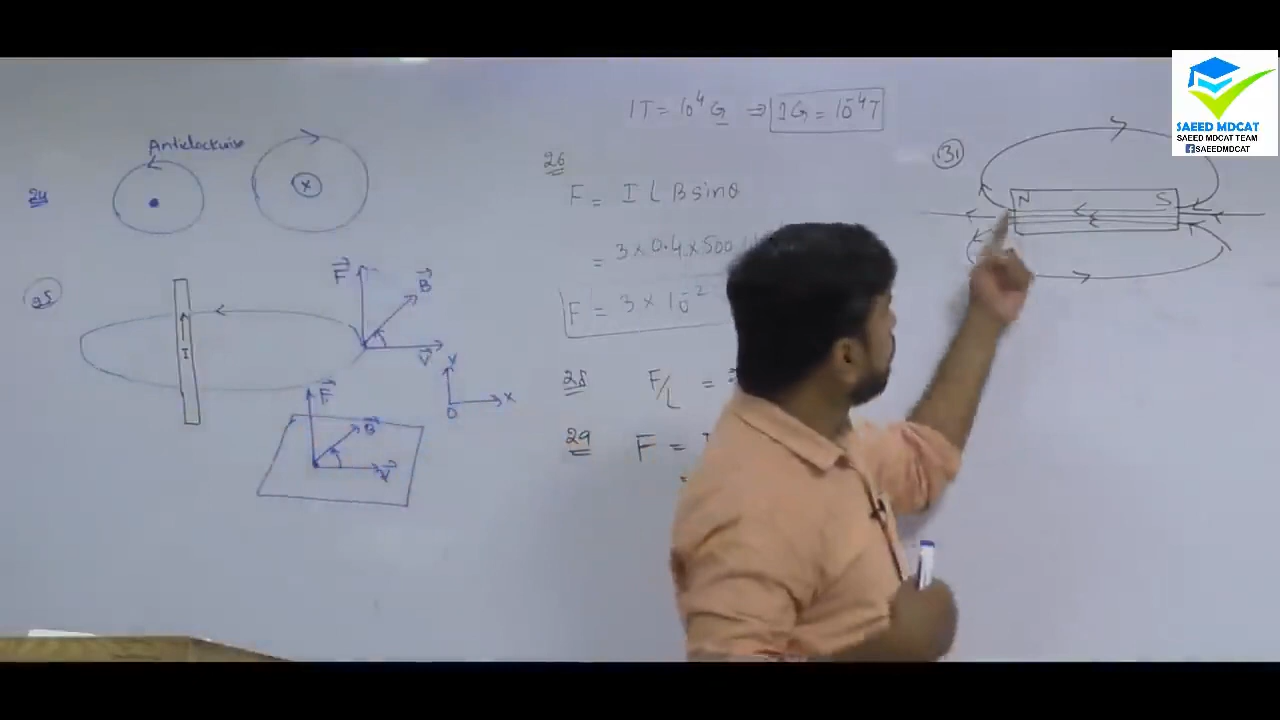 24
Anticlockwise
x
25
I
F
B
V
F
B
V
Y
O
X
1T = 10⁴ G ⇒ 1G = 10⁻⁴T
26
F = I L B sinθ
= 3 × 0.4 × 500
F = 3 × 10⁻²
28 F/L =
29 F =
=
31
N S
SAEED MDCAT
SAEED MDCAT TEAM
f SAEEDMDCAT